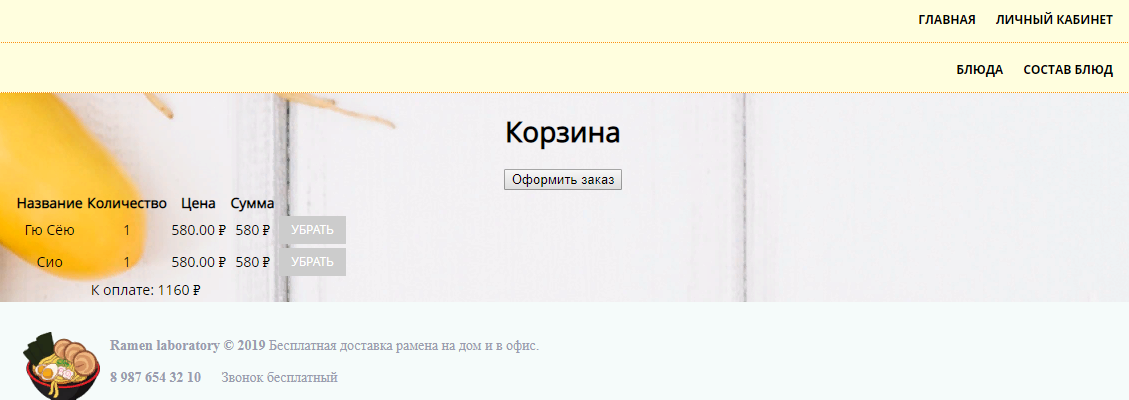 ГЛАВНАЯ ЛИЧНЫЙ КАБИНЕТ
БЛЮДА СОСТАВ БЛЮД
Корзина
Оформить заказ
Название Количество Цена Сумма
Гю Сёю 1 580.00 ₽ 580 ₽ УБРАТЬ
Сио 1 580.00 ₽ 580 ₽ УБРАТЬ
К оплате: 1160 ₽
Ramen laboratory © 2019 Бесплатная доставка рамена на дом и в офис.
8 987 654 32 10 Звонок бесплатный